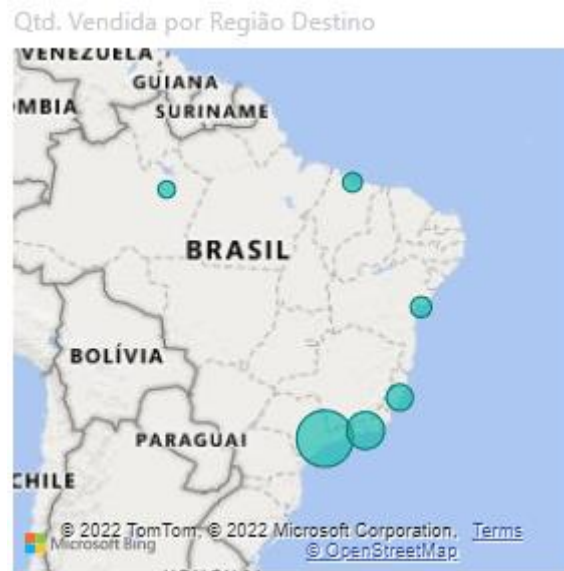 Qtd. Vendida por Região Destino
VENEZUELA
GUIANA
MBIA
SURINAME
BRASIL
BOLÍVIA
PARAGUAI
CHILE
© 2022 TomTom, © 2022 Microsoft Corporation, Terms
Microsoft Bing
© OpenStreetMap